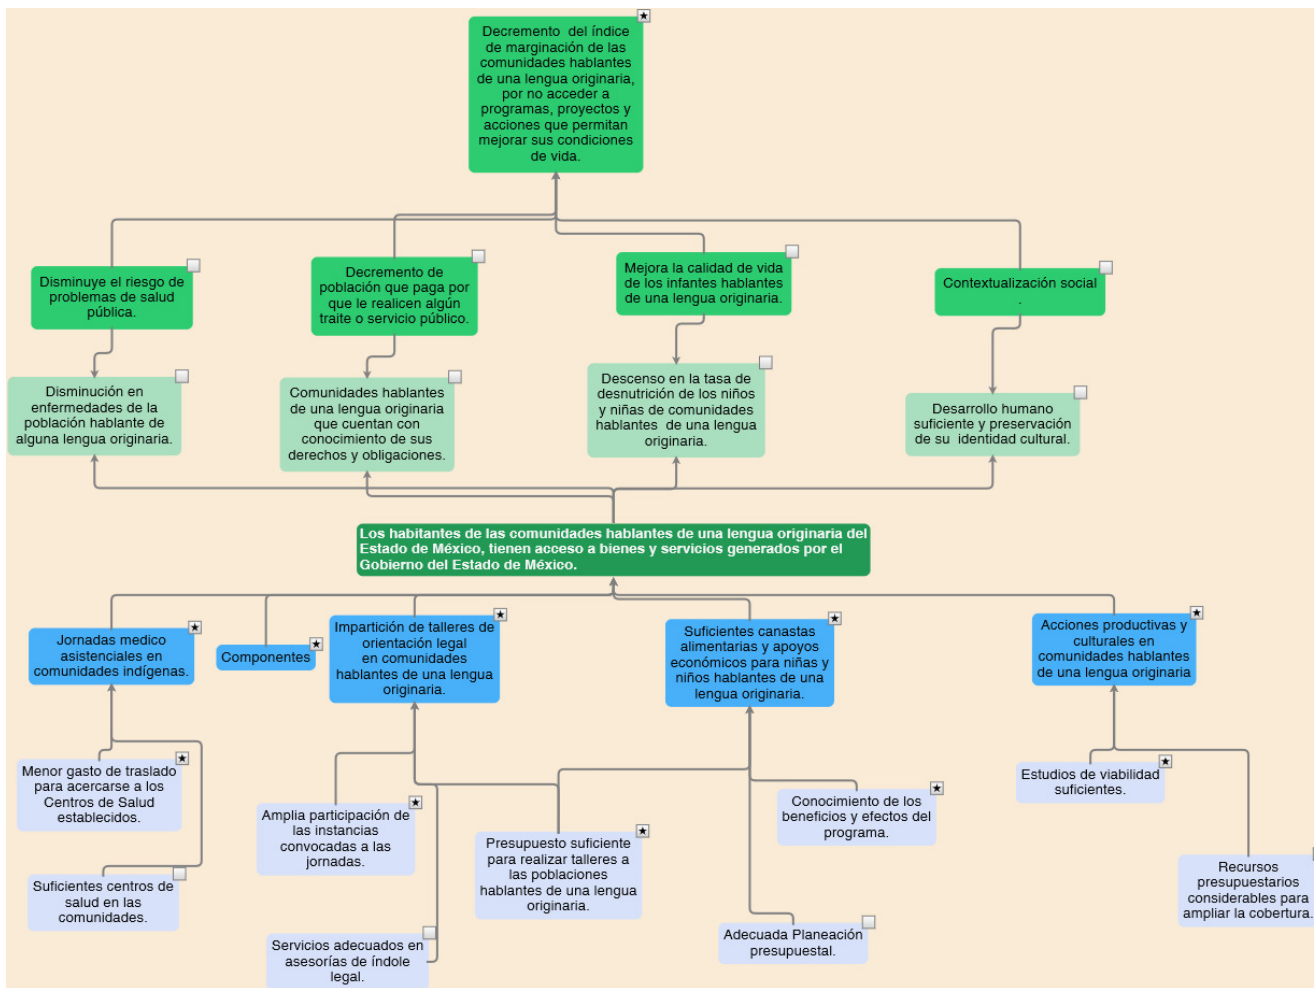 Decremento del índice
de marginación de las
comunidades hablantes
de una lengua originaria,
por no acceder a
programas, proyectos y
acciones que permitan
mejorar sus condiciones
de vida.
Disminuye el riesgo de
problemas de salud
pública.
Decremento de
población que paga por
que le realicen algún
traite o servicio público.
Mejora la calidad de vida
de los infantes hablantes
de una lengua originaria.
Contextualización social
.
Disminución en
enfermedades de la
población hablante de
alguna lengua originaria.
Comunidades hablantes
de una lengua originaria
que cuentan con
conocimiento de sus
derechos y obligaciones.
Descenso en la tasa de
desnutrición de los niños
y niñas de comunidades
hablantes de una lengua
originaria.
Desarrollo humano
suficiente y preservación
de su identidad cultural.
Los habitantes de las comunidades hablantes de una lengua originaria del
Estado de México, tienen acceso a bienes y servicios generados por el
Gobierno del Estado de México.
Jornadas medico
asistenciales en
comunidades indígenas.
Componentes
Impartición de talleres de
orientación legal
en comunidades
hablantes de una lengua
originaria.
Suficientes canastas
alimentarias y apoyos
económicos para niñas y
niños hablantes de una
lengua originaria.
Acciones productivas y
culturales en
comunidades hablantes
de una lengua originaria
Menor gasto de traslado
para acercarse a los
Centros de Salud
establecidos.
Suficientes centros de
salud en las
comunidades.
Amplia participación de
las instancias
convocadas a las
jornadas.
Servicios adecuados en
asesorías de índole
legal.
Presupuesto suficiente
para realizar talleres a
las poblaciones
hablantes de una lengua
originaria.
Conocimiento de los
beneficios y efectos del
programa.
Adecuada Planeación
presupuestal.
Estudios de viabilidad
suficientes.
Recursos
presupuestarios
considerables para
ampliar la cobertura.